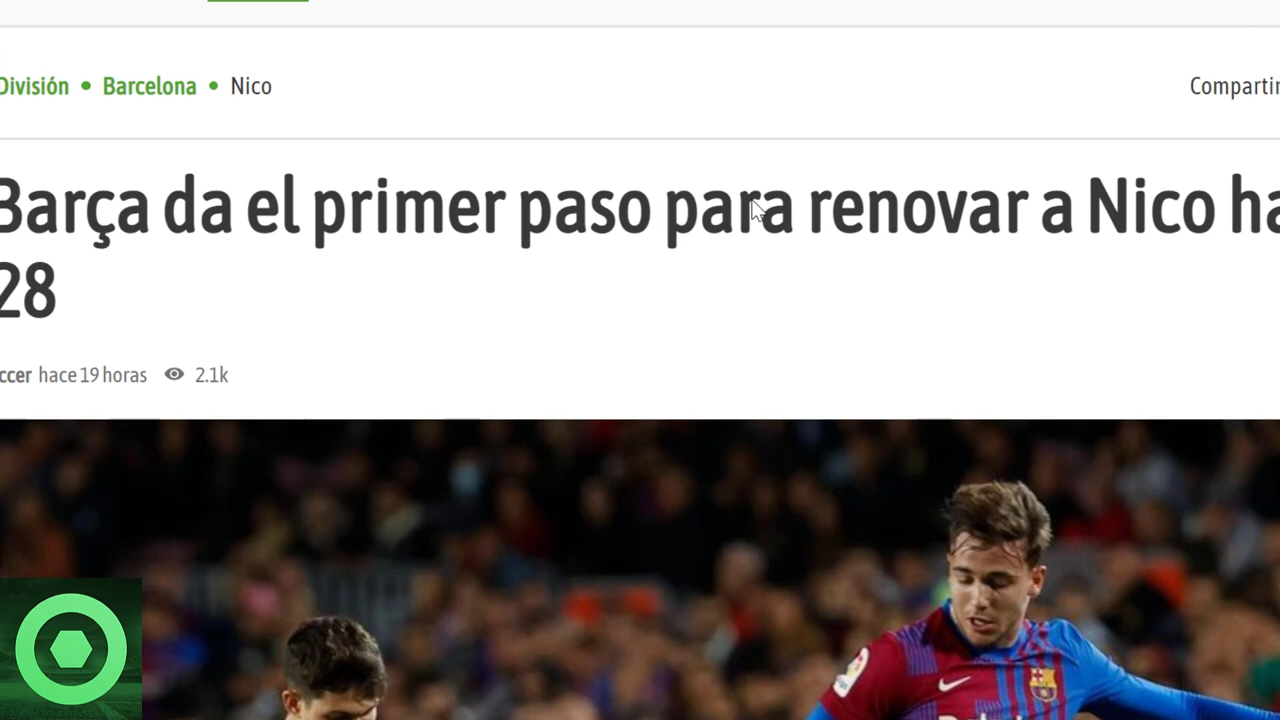 División • Barcelona • Nico
Compartir
Barça da el primer paso para renovar a Nico ha
28
ccer hace 19 horas 2.1k